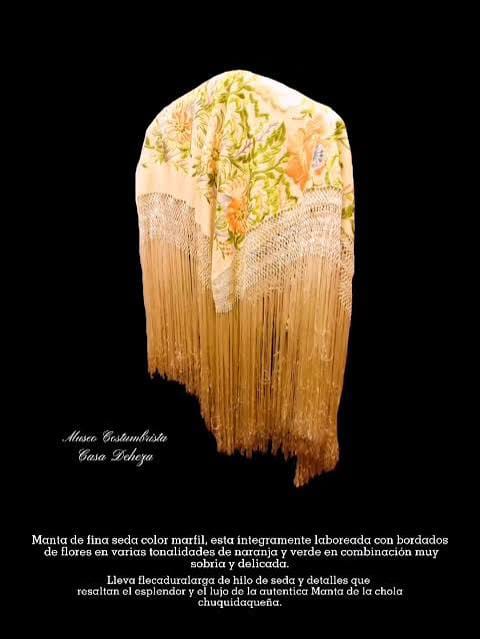 Museo Costumbrista
Casa Deheza
Manta de fina seda color marfil, esta íntegramente laboreada con bordados
de flores en varias tonalidades de naranja y verde en combinación muy
sobria y delicada.
Lleva flecaduralarga de hilo de seda y detalles que
resaltan el esplendor y el lujo de la autentica Manta de la chola
chuquidaqueña.